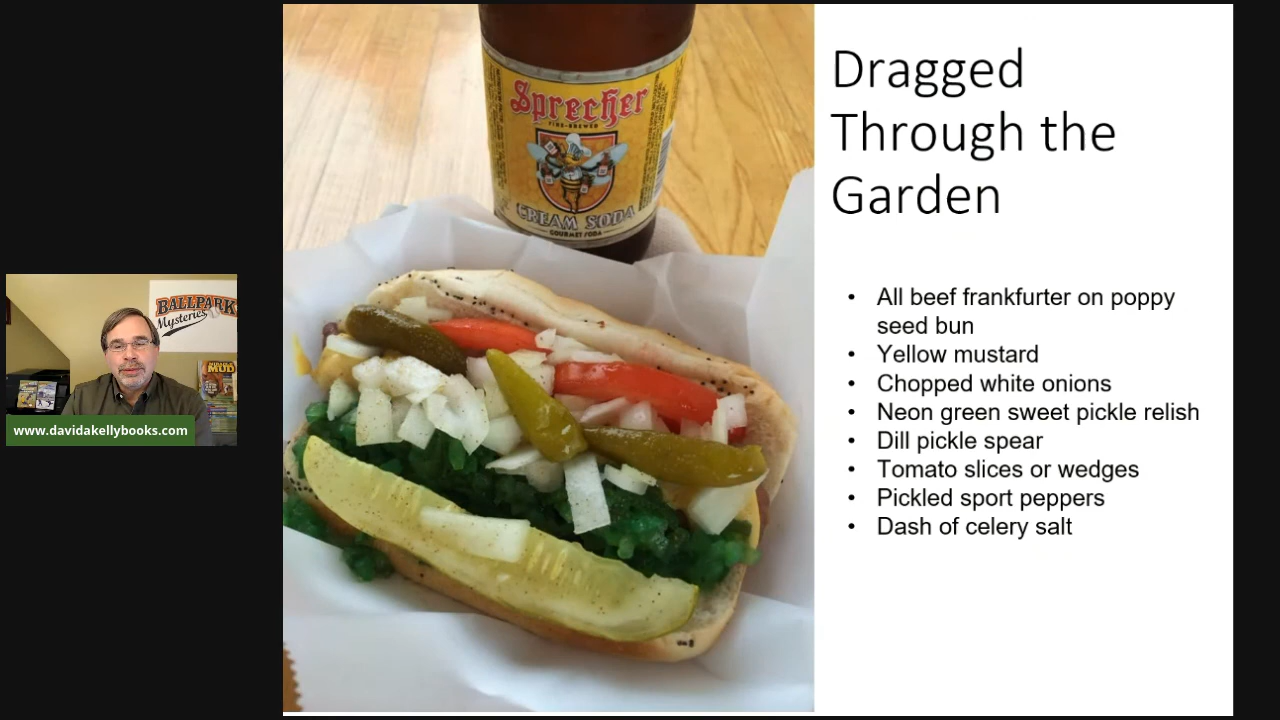 Dragged
Through the
Garden
• All beef frankfurter on poppy
seed bun
• Yellow mustard
• Chopped white onions
• Neon green sweet pickle relish
• Dill pickle spear
• Tomato slices or wedges
• Pickled sport peppers
• Dash of celery salt
Sprecher
FIRE-BREWED
CREAM SODA
GOURMET SODA
BALLPARK
Mysteries
MUD
www.davidakellybooks.com